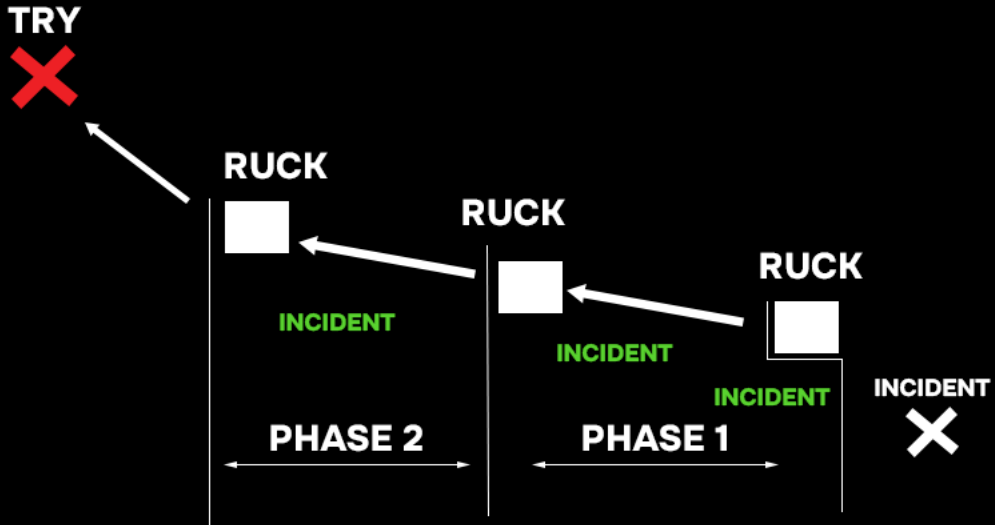 TRY
RUCK
RUCK
RUCK
INCIDENT
INCIDENT
INCIDENT
INCIDENT
PHASE 2
PHASE 1